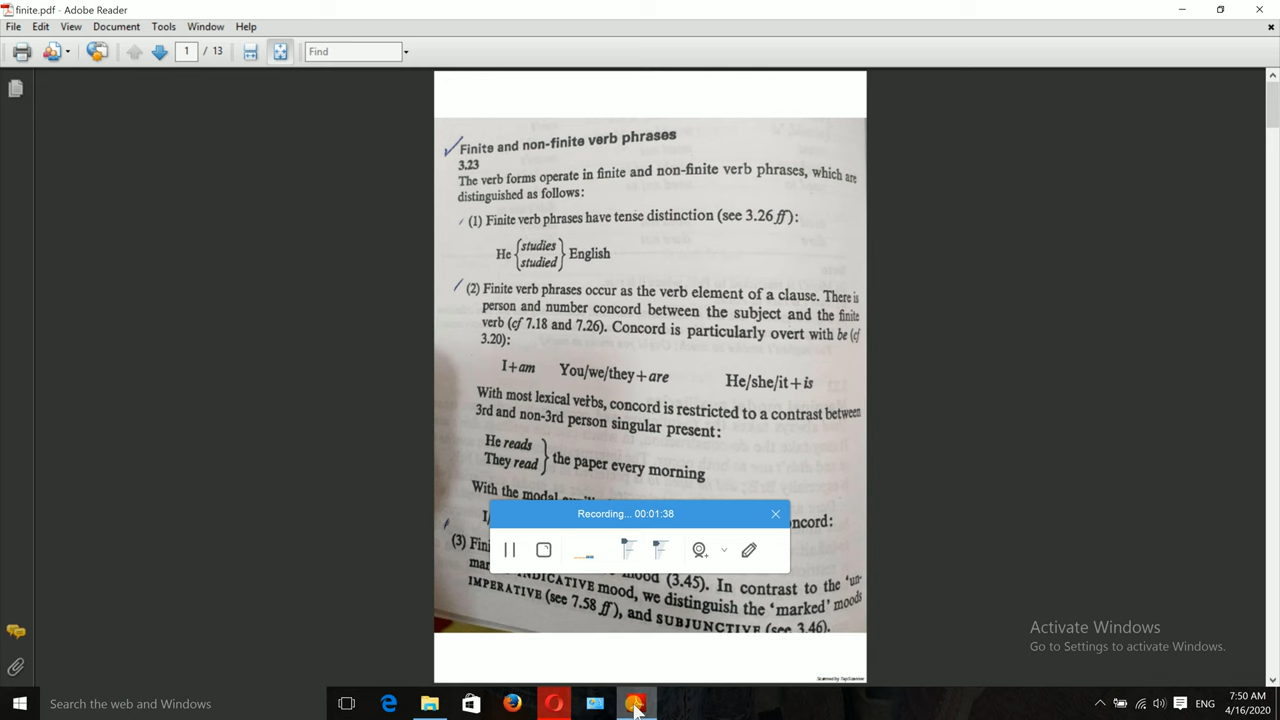 finite.pdf - Adobe Reader
File Edit View Document Tools Window Help
1 / 13 Find
Finite and non-finite verb phrases
3.23
The verb forms operate in finite and non-finite verb phrases, which are
distinguished as follows:
(1) Finite verb phrases have tense distinction (see 3.26 ff):
He {studies
studied} English
(2) Finite verb phrases occur as the verb element of a clause. There is
person and number concord between the subject and the finite
verb (cf 7.18 and 7.26). Concord is particularly overt with be (cf
3.20):
I+am You/we/they+are He/she/it+is
With most lexical verbs, concord is restricted to a contrast between
3rd and non-3rd person singular present:
He reads
They read } the paper every morning
With the modal
I/ concord:
(3) Fini mood (3.45). In contrast to the 'un-
mar INDICATIVE mood, we distinguish the 'marked' moods
IMPERATIVE (see 7.58 ff), and SUBJUNCTIVE (see 3.46).
Scanned by TapScanner
Recording... 00:01:38
Activate Windows
Go to Settings to activate Windows.
Search the web and Windows
ENG
7:50 AM
4/16/2020